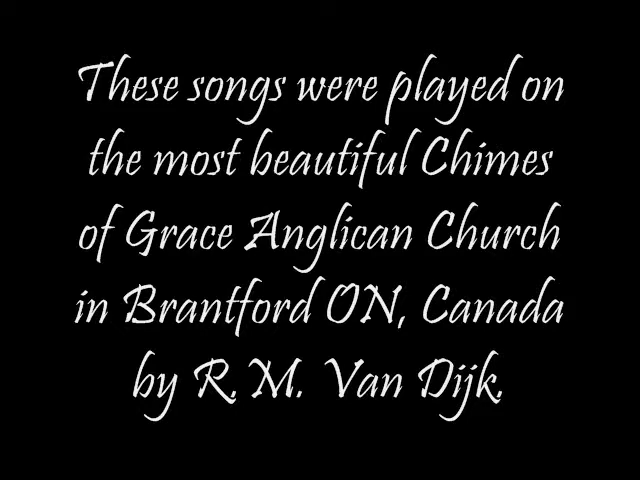 These songs were played on
the most beautiful Chimes
of Grace Anglican Church
in Brantford ON, Canada
by R. M. Van Dijk.